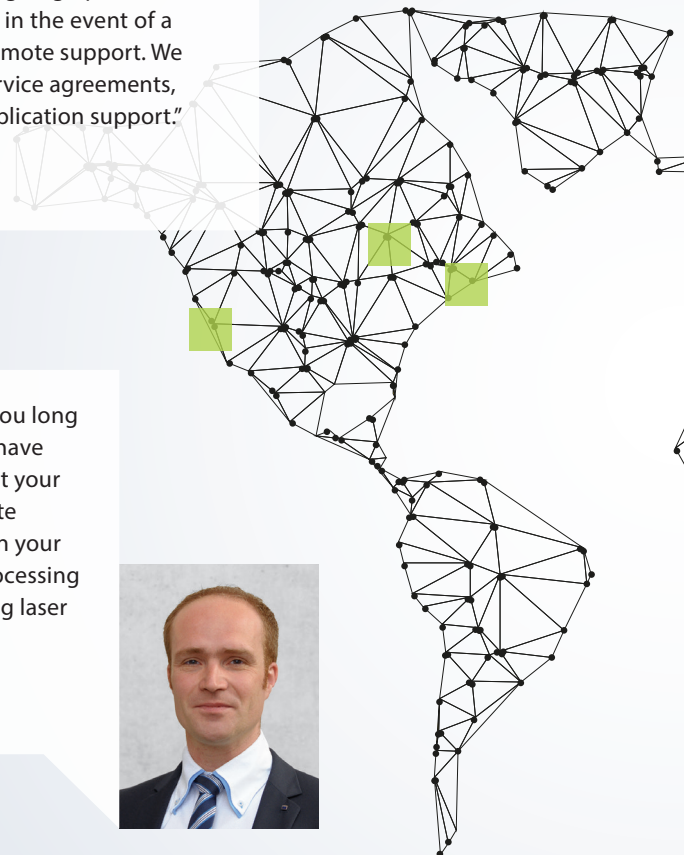 in the event of a
mote support. We
rvice agreements,
plication support.”
ou long
have
t your
te
n your
ocessing
g laser